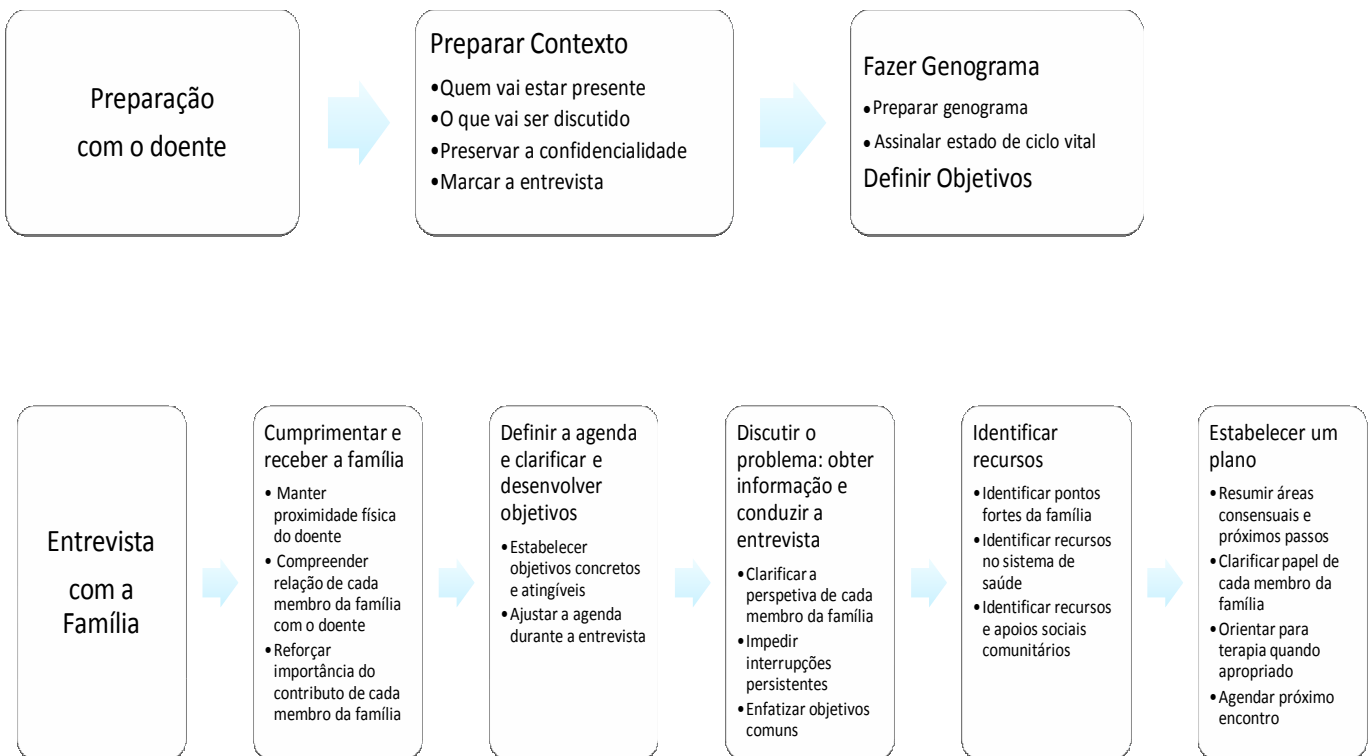 Preparação
com o doente
Preparar Contexto
•Quem vai estar presente
•O que vai ser discutido
•Preservar a confidencialidade
•Marcar a entrevista
Fazer Genograma
•Preparar genograma
•Assinalar estado de ciclo vital
Definir Objetivos
Entrevista
com a
Família
Cumprimentar e
receber a família
•Manter
proximidade física
do doente
•Compreender
relação de cada
membro da família
com o doente
•Reforçar
importância do
contributo de cada
membro da família
Definir a agenda
e clarificar e
desenvolver
objetivos
•Estabelecer
objetivos concretos
e atingíveis
•Ajustar a agenda
durante a entrevista
Discutir o
problema: obter
informação e
conduzir a
entrevista
•Clarificar a
perspetiva de cada
membro da família
•Impedir
interrupções
persistentes
•Enfatizar objetivos
comuns
Identificar
recursos
•Identificar pontos
fortes da família
•Identificar recursos
no sistema de
saúde
•Identificar recursos
e apoios sociais
comunitários
Estabelecer um
plano
•Resumir áreas
consensuais e
próximos passos
•Clarificar papel de
cada membro da
família
•Orientar para
terapia quando
apropriado
•Agendar próximo
encontro